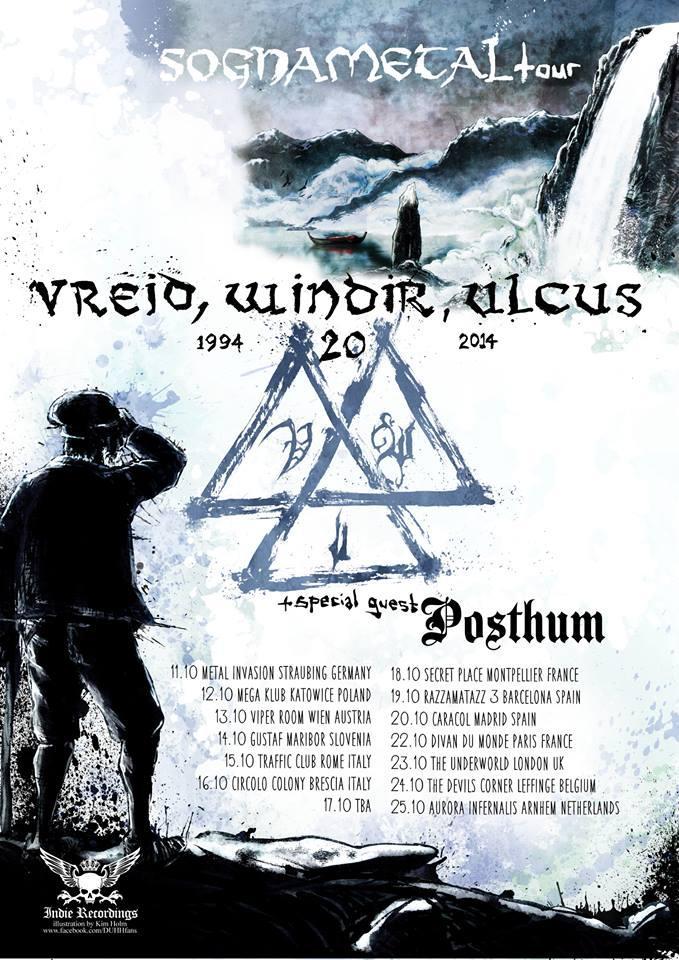 SOGNAMETAL tour
VREID, WINDIR, ULCUS
1994 20 2014
V W
U
+special guest Posthum
11.10 METAL INVASION STRAUBING GERMANY
12.10 MEGA KLUB KATOWICE POLAND
13.10 VIPER ROOM WIEN AUSTRIA
14.10 GUSTAF MARIBOR SLOVENIA
15.10 TRAFFIC CLUB ROME ITALY
16.10 CIRCOLO COLONY BRESCIA ITALY
17.10 TBA
18.10 SECRET PLACE MONTPELLIER FRANCE
19.10 RAZZAMATAZZ 3 BARCELONA SPAIN
20.10 CARACOL MADRID SPAIN
22.10 DIVAN DU MONDE PARIS FRANCE
23.10 THE UNDERWORLD LONDON UK
24.10 THE DEVILS CORNER LEFFINGE BELGIUM
25.10 AURORA INFERNALIS ARNHEM NETHERLANDS
Indie Recordings
illustration by Kim Holm
www.facebook.com/DUHHfans